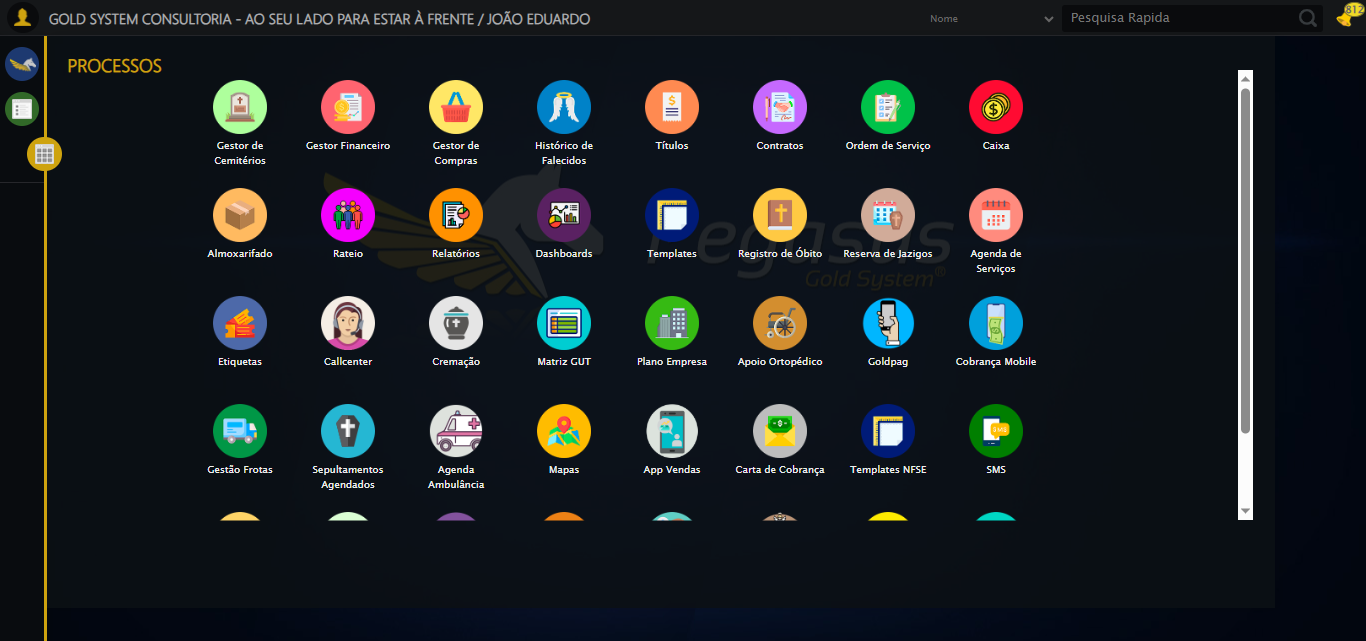 GOLD SYSTEM CONSULTORIA - AO SEU LADO PARA ESTAR À FRENTE / JOÃO EDUARDO
Nome
Pesquisa Rapida
812
PROCESSOS
Gestor de
Cemitérios
Gestor Financeiro
Gestor de
Compras
Histórico de
Falecidos
Títulos
Contratos
Ordem de Serviço
Caixa
Almoxarifado
Rateio
Relatórios
Dashboards
Templates
Registro de Óbito
Reserva de Jazigos
Agenda de
Serviços
Pegasus
Gold System®
Etiquetas
Callcenter
Cremação
Matriz GUT
Plano Empresa
Apoio Ortopédico
Goldpag
Cobrança Mobile
Gestão Frotas
Sepultamentos
Agendados
Agenda
Ambulância
Mapas
App Vendas
Carta de Cobrança
Templates NFSE
SMS
SMS